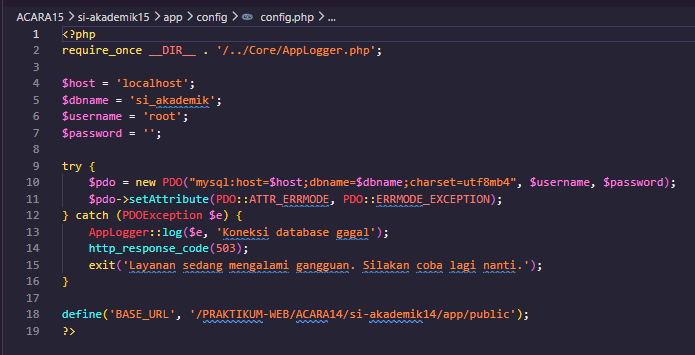 ACARA15 > si-akademik15 > app > config > config.php > ...
1 <?php
2 require_once __DIR__ . '/../Core/AppLogger.php';
3
4 $host = 'localhost';
5 $dbname = 'si_akademik';
6 $username = 'root';
7 $password = '';
8
9 try {
10     $pdo = new PDO("mysql:host=$host;dbname=$dbname;charset=utf8mb4", $username, $password);
11     $pdo->setAttribute(PDO::ATTR_ERRMODE, PDO::ERRMODE_EXCEPTION);
12 } catch (PDOException $e) {
13     AppLogger::log($e, 'Koneksi database gagal');
14     http_response_code(503);
15     exit('Layanan sedang mengalami gangguan. Silakan coba lagi nanti.');
16 }
17
18 define('BASE_URL', '/PRAKTIKUM-WEB/ACARA14/si-akademik14/app/public');
19 ?>